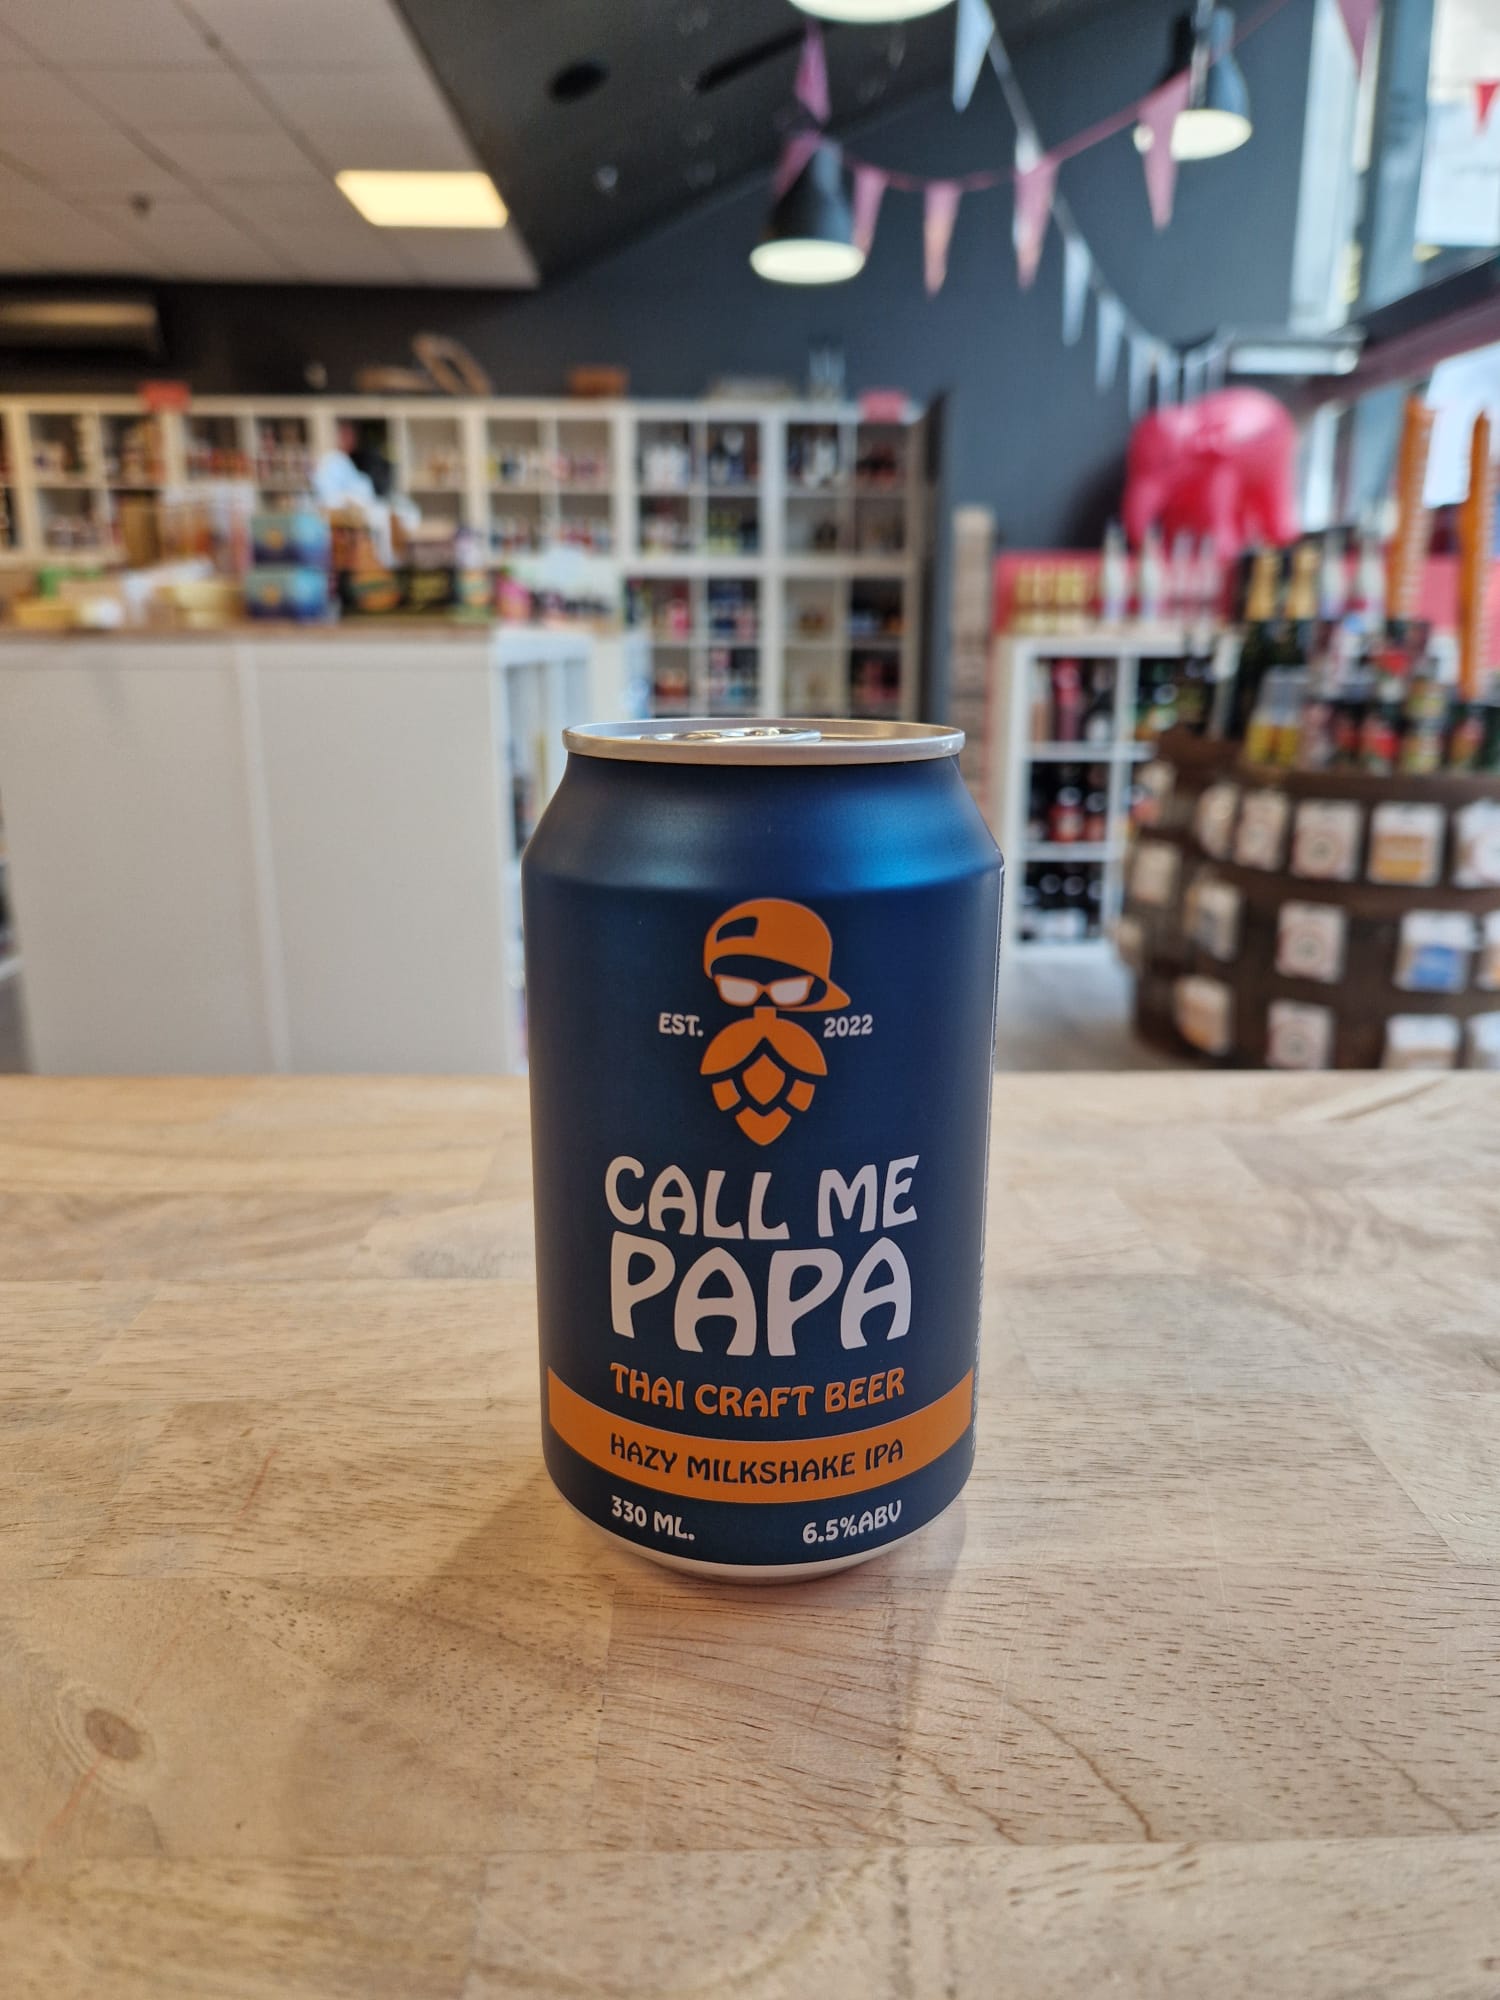 EST. 2022
CALL ME
PAPA
THAI CRAFT BEER
HAZY MILKSHAKE IPA
330 ML. 6.5%ABV